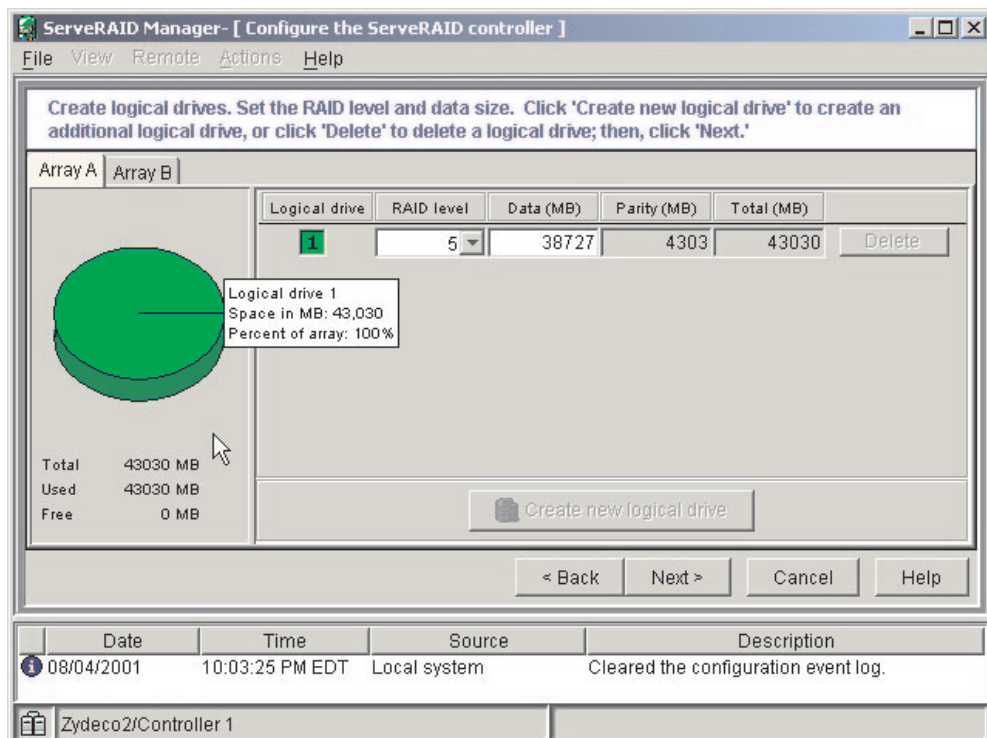 ServeRAID Manager- [ Configure the ServeRAID controller ]
File View Remote Actions Help
Create logical drives. Set the RAID level and data size. Click 'Create new logical drive' to create an
additional logical drive, or click 'Delete' to delete a logical drive; then, click 'Next.'
Array A Array B
Logical drive RAID level Data (MB) Parity (MB) Total (MB)
1 5 38727 4303 43030 Delete
Logical drive 1
Space in MB: 43,030
Percent of array: 100%
Total 43030 MB
Used 43030 MB
Free 0 MB
Create new logical drive
< Back Next > Cancel Help
Date Time Source Description
08/04/2001 10:03:25 PM EDT Local system Cleared the configuration event log.
Zydeco2/Controller 1